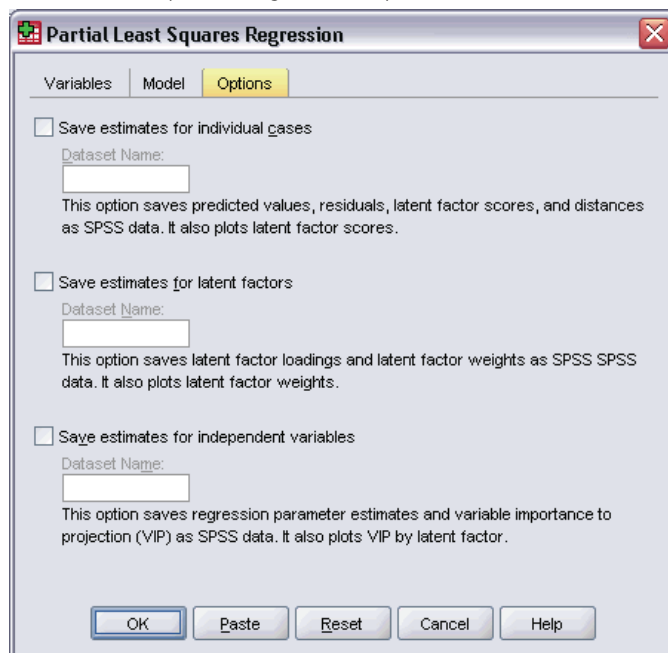 Partial Least Squares Regression
Variables Model Options
Save estimates for individual cases
Dataset Name:
This option saves predicted values, residuals, latent factor scores, and distances
as SPSS data. It also plots latent factor scores.
Save estimates for latent factors
Dataset Name:
This option saves latent factor loadings and latent factor weights as SPSS SPSS
data. It also plots latent factor weights.
Save estimates for independent variables
Dataset Name:
This option saves regression parameter estimates and variable importance to
projection (VIP) as SPSS data. It also plots VIP by latent factor.
OK Paste Reset Cancel Help